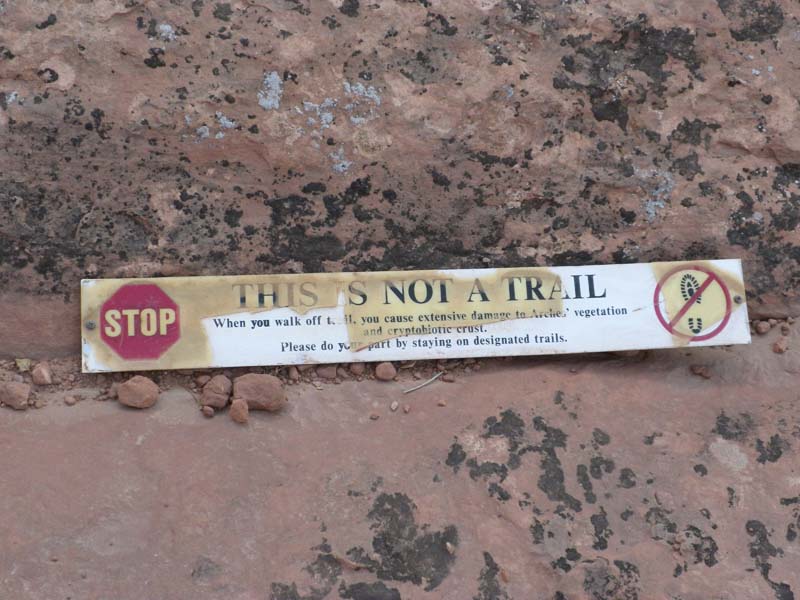 STOP
THIS IS NOT A TRAIL
When you walk off trail, you cause extensive damage to Arches' vegetation
and cryptobiotic crust.
Please do your part by staying on designated trails.